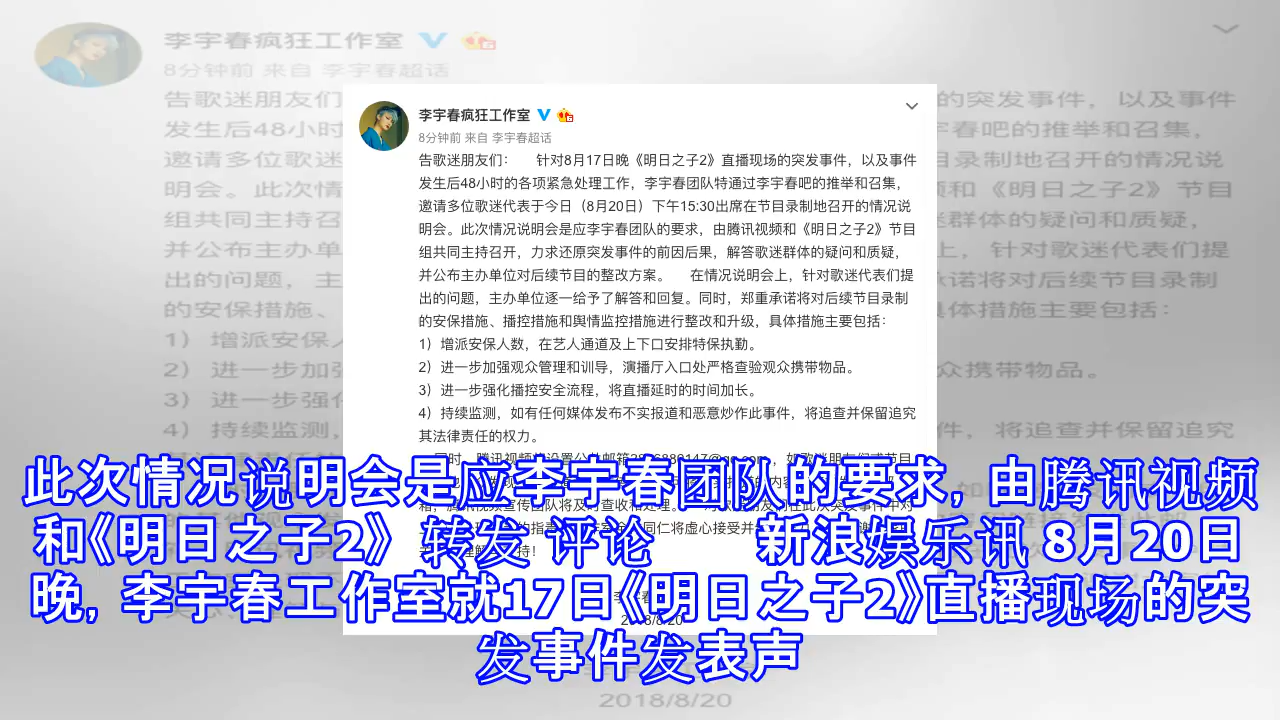 李宇春疯狂工作室
8分钟前 来自 李宇春超话
告歌迷朋友们： 针对8月17日晚《明日之子2》直播现场的突发事件，以及事件
发生后48小时的各项紧急处理工作，李宇春团队特通过李宇春吧的推举和召集，
邀请多位歌迷代表于今日（8月20日）下午15:30出席在节目录制地召开的情况说
明会。此次情况说明会是应李宇春团队的要求，由腾讯视频和《明日之子2》节目
组共同主持召开，力求还原突发事件的前因后果，解答歌迷群体的疑问和质疑，
并公布主办单位对后续节目的整改方案。 在情况说明会上，针对歌迷代表们提
出的问题，主办单位逐一给予了解答和回复。同时，郑重承诺将对后续节目录制
的安保措施、播控措施和舆情监控措施进行整改和升级，具体措施主要包括：
1）增派安保人数，在艺人通道及上下口安排特保执勤。
2）进一步加强观众管理和训导，演播厅入口处严格查验观众携带物品。
3）进一步强化播控安全流程，将直播延时的时间加长。
4）持续监测，如有任何媒体发布不实报道和恶意炒作此事件，将追查并保留追究
其法律责任的权力。
此次情况说明会是应李宇春团队的要求, 由腾讯视频
和《明日之子2》 转发 评论 新浪娱乐讯 8月20日
晚, 李宇春工作室就17日《明日之子2》直播现场的突
发事件发表声
2018/8/20